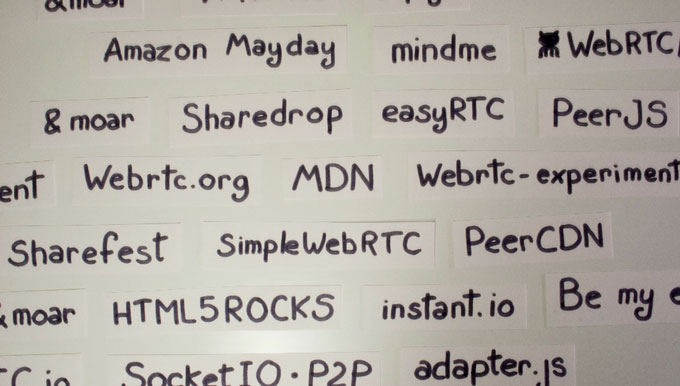 & moar
Amazon Mayday mindme WebRTC
& moar Sharedrop easyRTC PeerJS
ent Webrtc.org MDN Webrtc-experiment
Sharefest SimpleWebRTC PeerCDN
& moar HTML5ROCKS instant.io Be my e
C.io SocketIO·P2P adapter.js